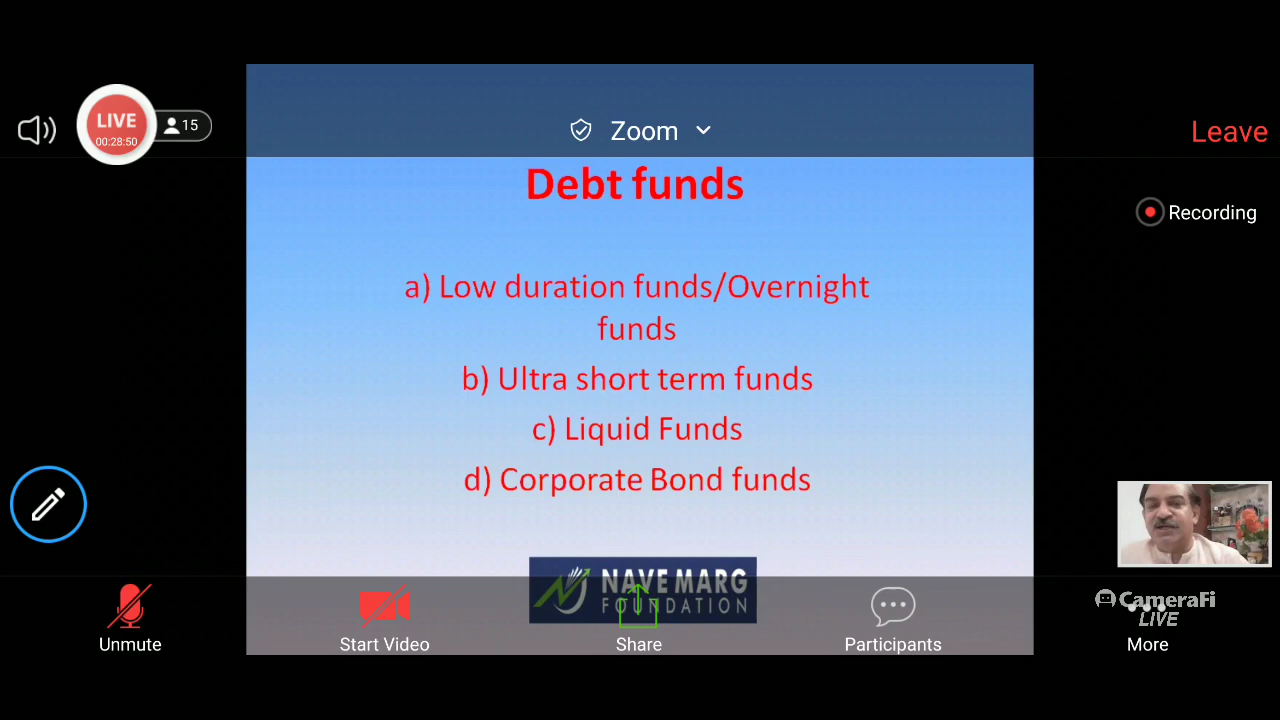 LIVE
00:28:50
15
Zoom
Leave
Debt funds
Recording
a) Low duration funds/Overnight
funds
b) Ultra short term funds
c) Liquid Funds
d) Corporate Bond funds
NAVE MARG
FOUNDATION
CameraFi
LIVE
Unmute
Start Video
Share
Participants
More